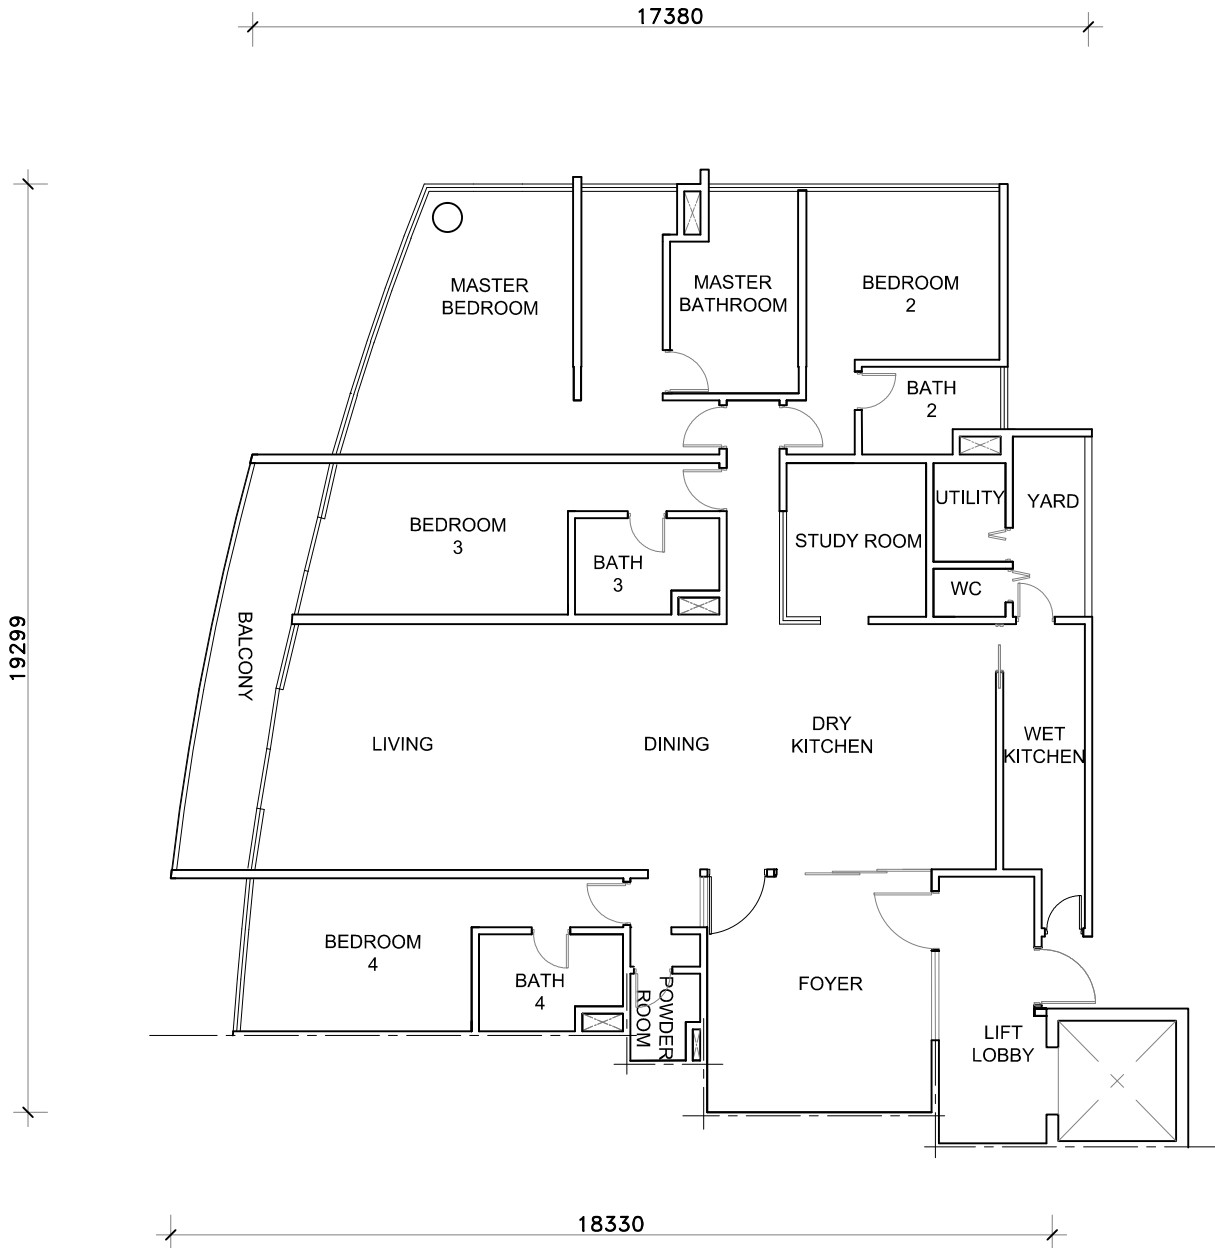 17380
MASTER
BEDROOM
MASTER
BATHROOM
BEDROOM
2
BATH
2
BEDROOM
3
BATH
3
STUDY ROOM
UTILITY
YARD
WC
19299
BALCONY
LIVING
DINING
DRY
KITCHEN
WET
KITCHEN
BEDROOM
4
BATH
4
POWDER
ROOM
FOYER
LIFT
LOBBY
18330